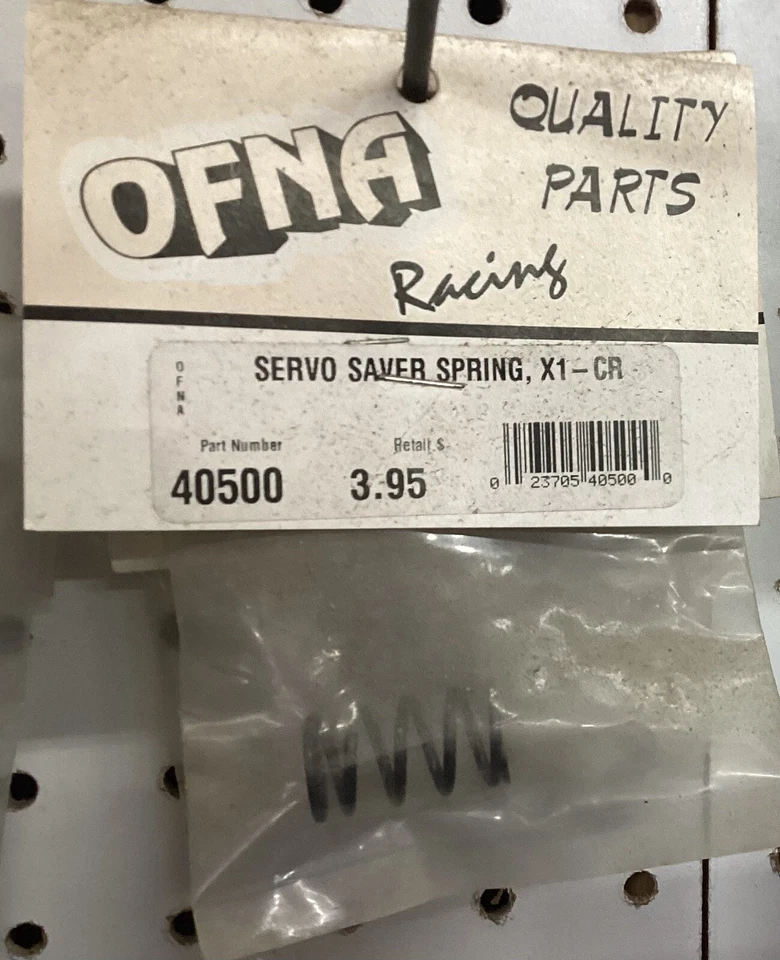 OFNA
QUALITY
PARTS
Racing
OFNA
SERVO SAVER SPRING, X1-CR
Part Number
Retail $
40500
3.95
0 23705 40500 0